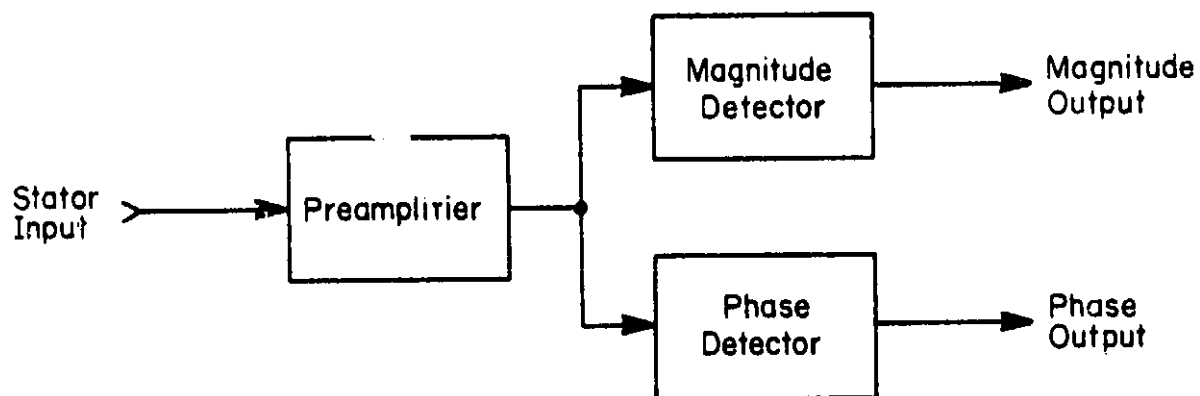 Stator
Input
Preamplifier
Magnitude
Detector
Magnitude
Output
Phase
Detector
Phase
Output